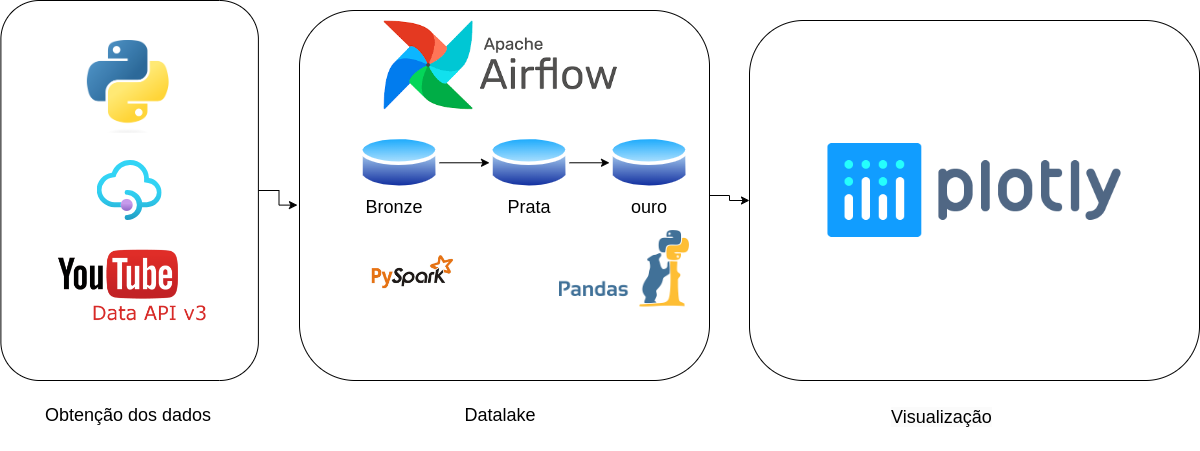 YouTube
Data API v3
Obtenção dos dados
Apache
Airflow
Bronze
Prata
ouro
PySpark
Pandas
Datalake
plotly
Visualização